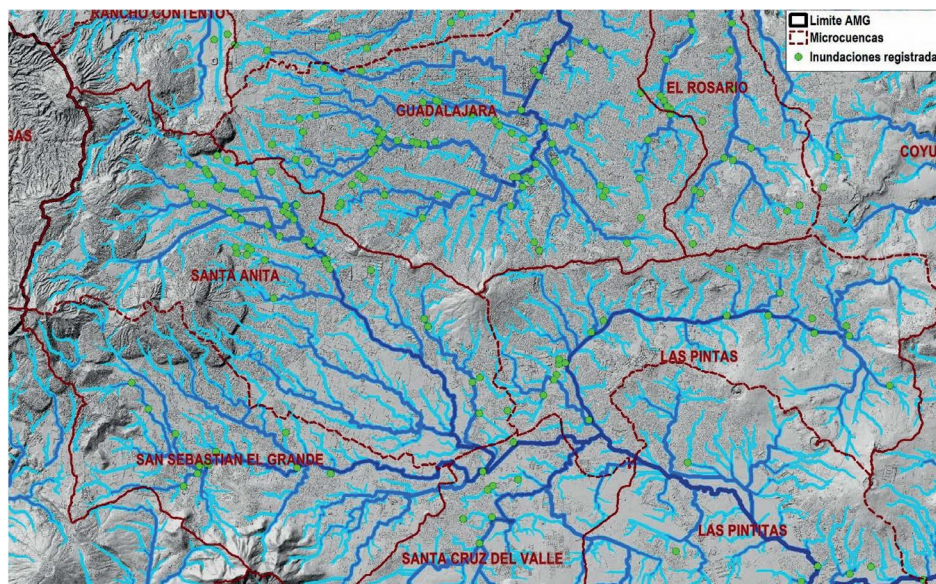 RANCHO CONTENTO
Limite AMG
Microcuencas
Inundaciones registrada
EL ROSARIO
GUADALAJARA
GAS
COYU
SANTA ANITA
LAS PINTAS
SAN SEBASTIAN EL GRANDE
LAS PINTITAS
SANTA CRUZ DEL VALLE